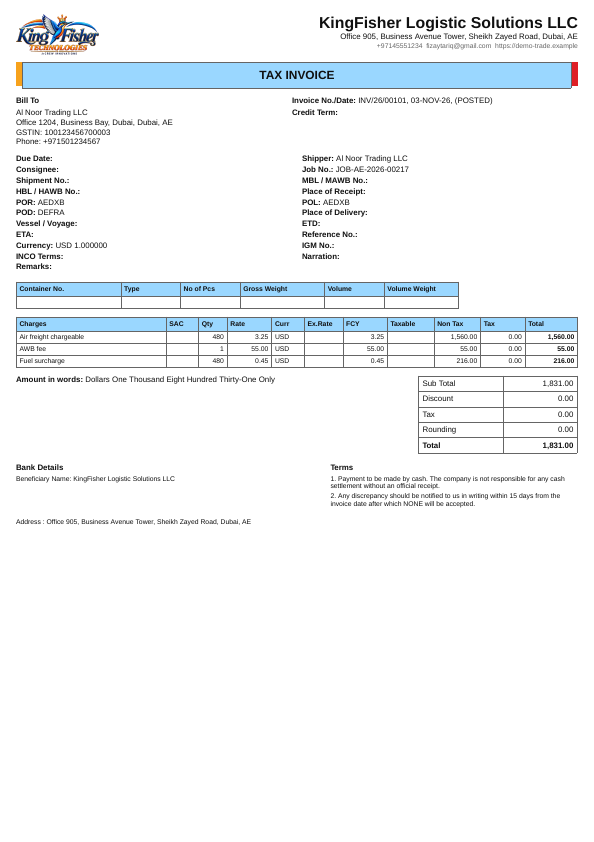 King Fisher
TECHNOLOGIES
KingFisher Logistic Solutions LLC
Office 905, Business Avenue Tower, Sheikh Zayed Road, Dubai, AE
+97145551234 fizaytariq@gmail.com https://demo-trade.example
TAX INVOICE
Bill To
Al Noor Trading LLC
Office 1204, Business Bay, Dubai, Dubai, AE
GSTIN: 100123456700003
Phone: +971501234567
Invoice No./Date: INV/26/00101, 03-NOV-26, (POSTED)
Credit Term:
Due Date:
Shipper: Al Noor Trading LLC
Consignee:
Job No.: JOB-AE-2026-00217
Shipment No.:
MBL / MAWB No.:
HBL / HAWB No.:
Place of Receipt:
POR: AEDXB
POL: AEDXB
POD: DEFRA
Place of Delivery:
Vessel / Voyage:
ETD:
ETA:
Reference No.:
Currency: USD 1.000000
IGM No.:
INCO Terms:
Narration:
Remarks:
Container No. Type No of Pcs Gross Weight Volume Volume Weight
Charges SAC Qty Rate Curr Ex.Rate FCY Taxable Non Tax Tax Total
Air freight chargeable 480 3.25 USD 3.25 1,560.00 0.00 1,560.00
AWB fee 1 55.00 USD 55.00 55.00 0.00 55.00
Fuel surcharge 480 0.45 USD 0.45 216.00 0.00 216.00
Amount in words: Dollars One Thousand Eight Hundred Thirty-One Only
Sub Total 1,831.00
Discount 0.00
Tax 0.00
Rounding 0.00
Total 1,831.00
Bank Details
Beneficiary Name: KingFisher Logistic Solutions LLC
Address : Office 905, Business Avenue Tower, Sheikh Zayed Road, Dubai, AE
Terms
1. Payment to be made by cash. The company is not responsible for any cash
settlement without an official receipt.
2. Any discrepancy should be notified to us in writing within 15 days from the
invoice date after which NONE will be accepted.